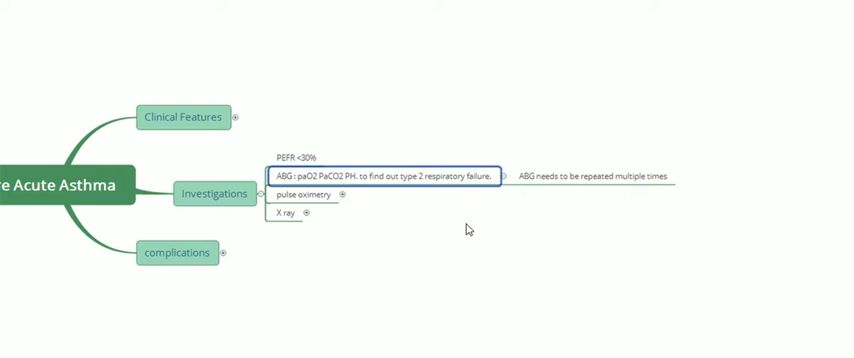 Clinical Features
re Acute Asthma
Investigations
PEFR <30%
ABG : paO2 PaCO2 PH. to find out type 2 respiratory failure.
ABG needs to be repeated multiple times
pulse oximetry
X ray
complications